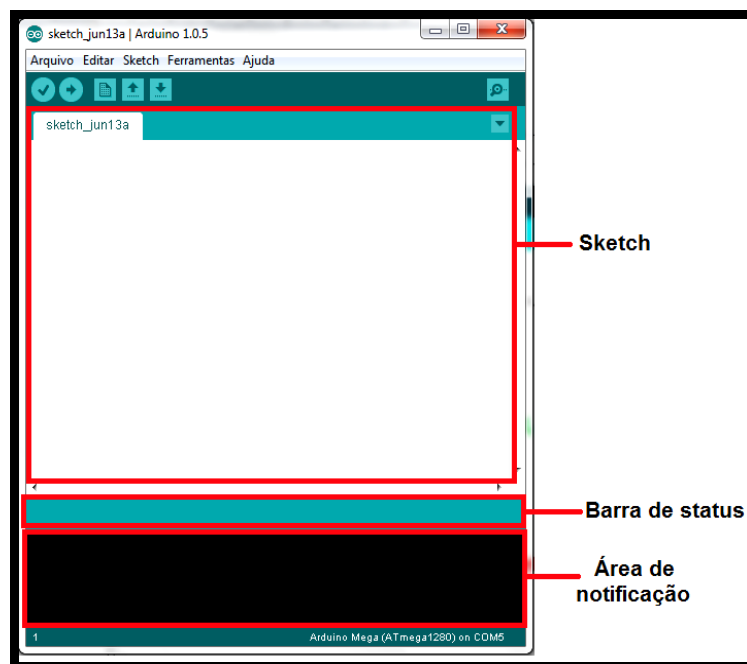 sketch_jun13a | Arduino 1.0.5
Arquivo Editar Sketch Ferramentas Ajuda
sketch_jun13a
Sketch
Barra de status
Área de
notificação
1
Arduino Mega (ATmega1280) on COM5